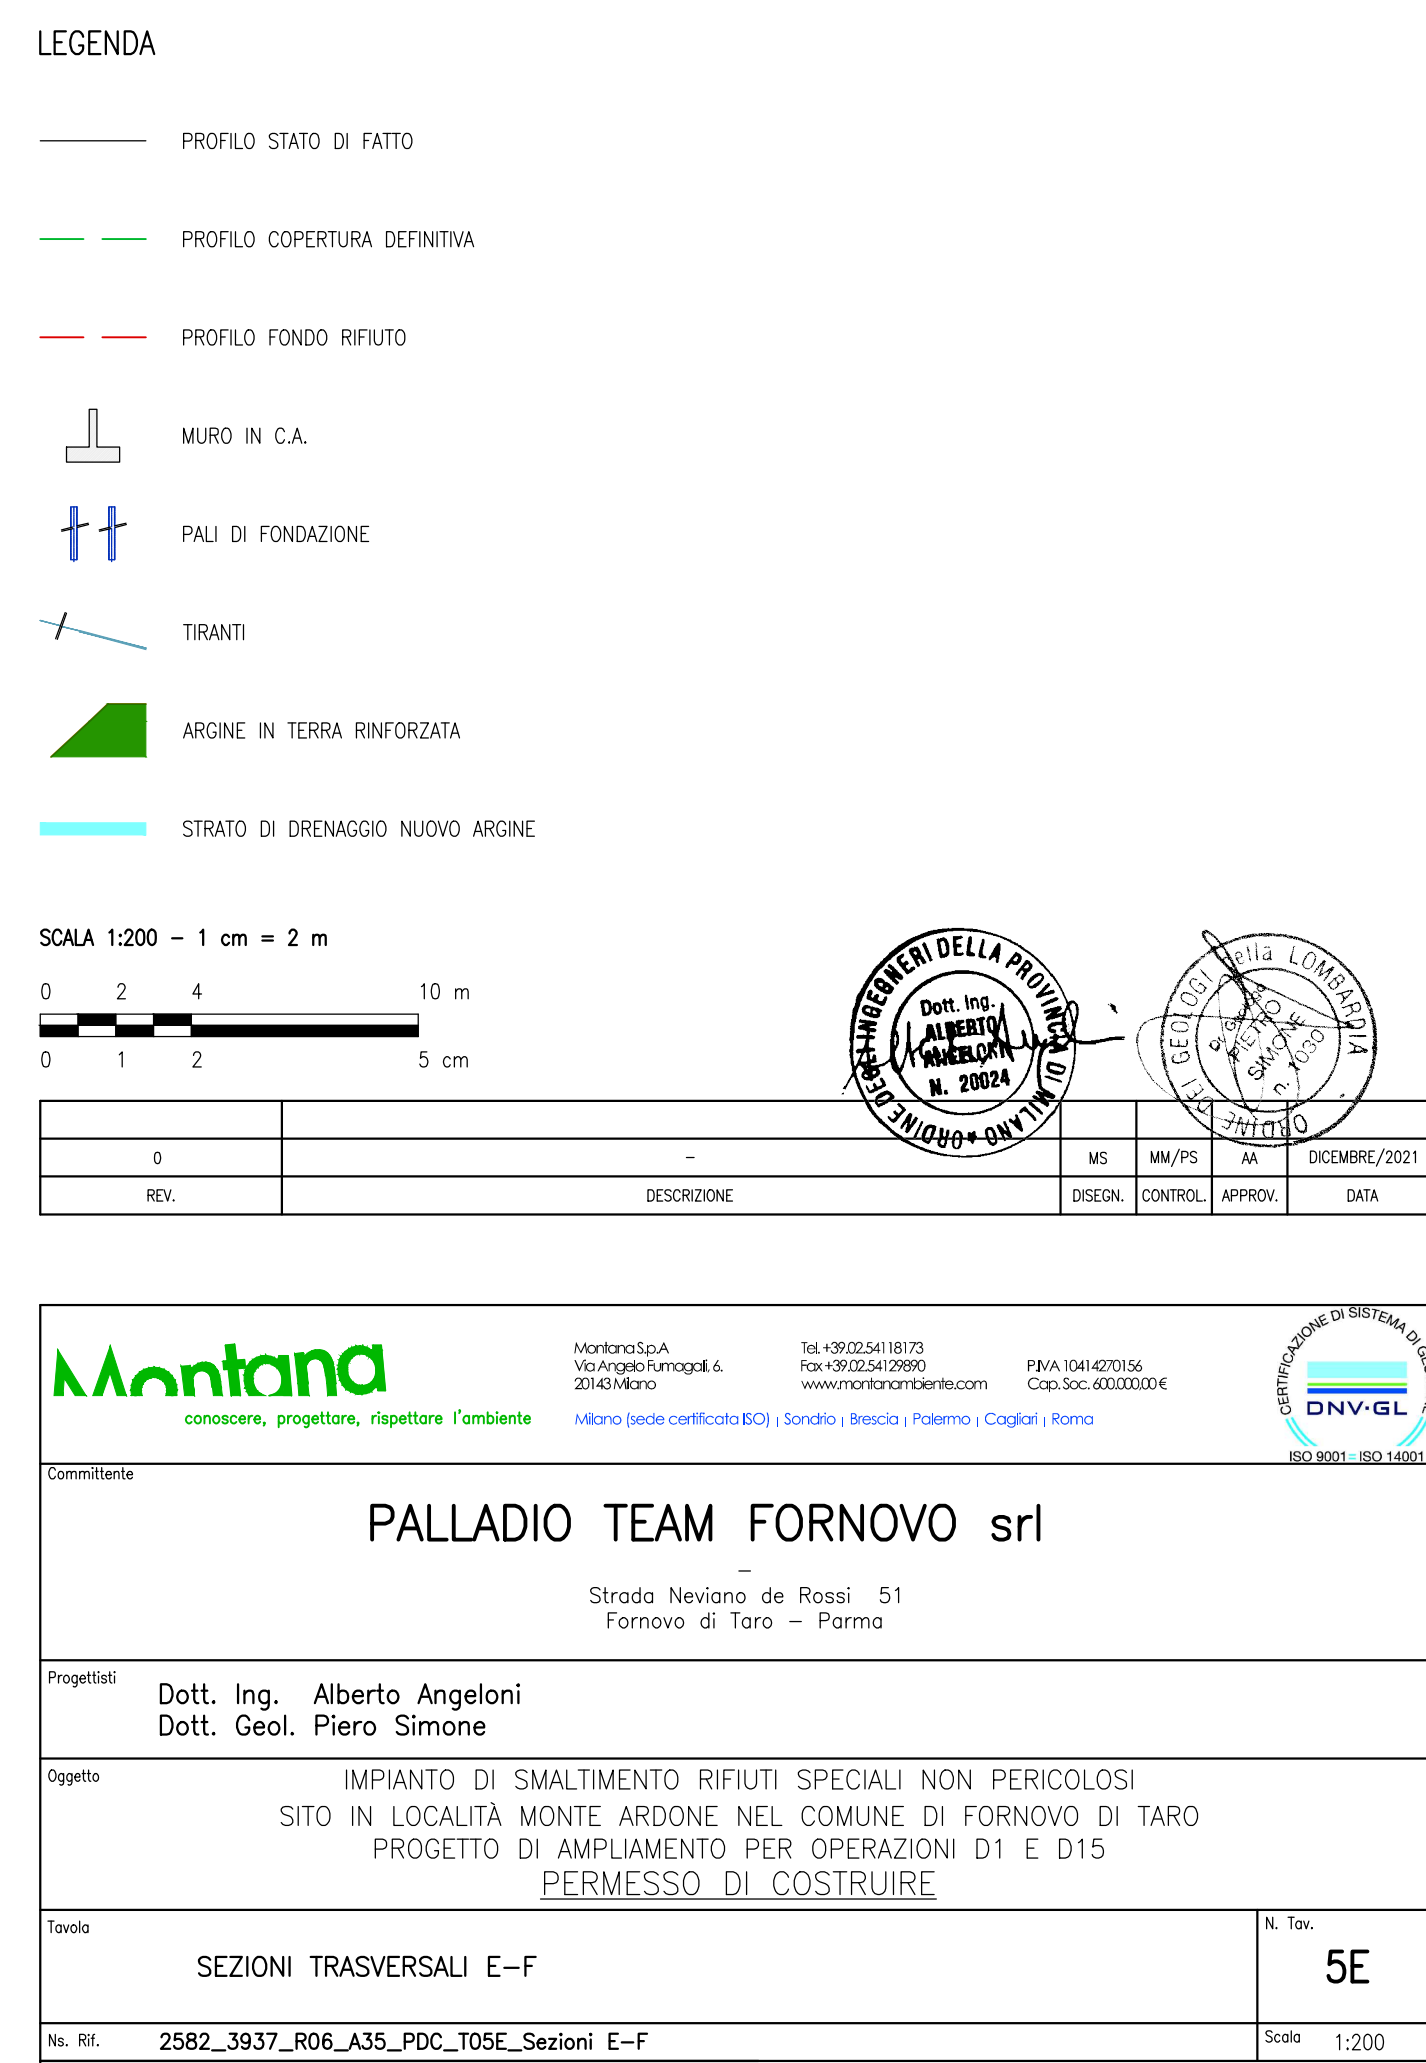 LEGENDA
PROFILO STATO DI FATTO
PROFILO COPERTURA DEFINITIVA
PROFILO FONDO RIFIUTO
MURO IN C.A.
PALI DI FONDAZIONE
TIRANTI
ARGINE IN TERRA RINFORZATA
STRATO DI DRENAGGIO NUOVO ARGINE
SCALA 1:200 – 1 cm = 2 m
0 2 4 10 m
0 1 2 5 cm
ORDINE DEGLI INGEGNERI DELLA PROVINCIA DI MILANO
Dott. Ing.
ALBERTO
ANGELONI
N. 20024
ORDINE DEI GEOLOGI della LOMBARDIA
PIETRO
SIMONE
n. 1030
0 – MS MM/PS AA DICEMBRE/2021
REV. DESCRIZIONE DISEGN. CONTROL. APPROV. DATA
Montana
conoscere, progettare, rispettare l'ambiente
Montana S.p.A
Via Angelo Fumagalli, 6.
20143 Milano
Tel. +39.02.54118173
Fax +39.02.54129890
www.montanambiente.com
P.IVA 10414270156
Cap. Soc. 600.000,00 €
Milano (sede certificata ISO) | Sondrio | Brescia | Palermo | Cagliari | Roma
CERTIFICAZIONE DI SISTEMA DI
DNV·GL
ISO 9001 = ISO 14001
Committente
PALLADIO TEAM FORNOVO srl
–
Strada Neviano de Rossi 51
Fornovo di Taro – Parma
Progettisti
Dott. Ing. Alberto Angeloni
Dott. Geol. Piero Simone
Oggetto
IMPIANTO DI SMALTIMENTO RIFIUTI SPECIALI NON PERICOLOSI
SITO IN LOCALITÀ MONTE ARDONE NEL COMUNE DI FORNOVO DI TARO
PROGETTO DI AMPLIAMENTO PER OPERAZIONI D1 E D15
PERMESSO DI COSTRUIRE
Tavola
SEZIONI TRASVERSALI E–F
N. Tav.
5E
Ns. Rif.
2582_3937_R06_A35_PDC_T05E_Sezioni E–F
Scala
1:200